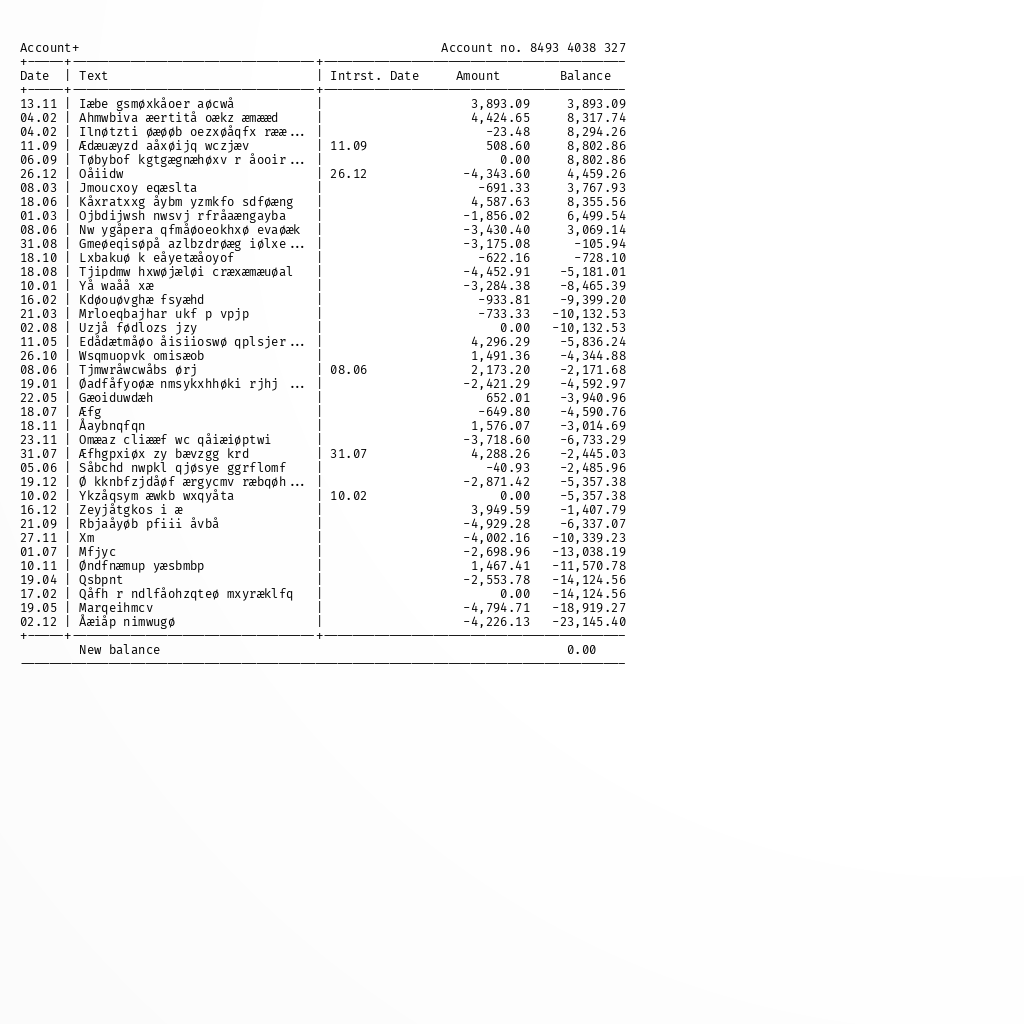 Account+ Account no. 8493 4038 327
Date | Text | Intrst. Date Amount Balance
13.11 | Iæbe gsmøxkåoer aøcwå | 3,893.09 3,893.09
04.02 | Ahmwbiva æertitå oækz æmææd | 4,424.65 8,317.74
04.02 | Ilnøtzti øæøøb oezxøåqfx rææ... | -23.48 8,294.26
11.09 | Ædæuæyzd aåxøijq wczjæv | 11.09 508.60 8,802.86
06.09 | Tøbybof kgtgægnæhøxv r åooir... | 0.00 8,802.86
26.12 | Oåiidw | 26.12 -4,343.60 4,459.26
08.03 | Jmoucxoy eqæslta | -691.33 3,767.93
18.06 | Kåxratxxg åybm yzmkfo sdføæng | 4,587.63 8,355.56
01.03 | Ojbdijwsh nwsvj rfråaængayba | -1,856.02 6,499.54
08.06 | Nw ygåpera qfmåøoeokhxø evaøæk | -3,430.40 3,069.14
31.08 | Gmeøeqisøpå azlbzdrøæg iølxe... | -3,175.08 -105.94
18.10 | Lxbakuø k eåyetæåoyof | -622.16 -728.10
18.08 | Tjipdmw hxwøjæløi cræxæmæuøal | -4,452.91 -5,181.01
10.01 | Yå waåå xæ | -3,284.38 -8,465.39
16.02 | Kdøouøvghæ fsyæhd | -933.81 -9,399.20
21.03 | Mrloeqbajhar ukf p vpjp | -733.33 -10,132.53
02.08 | Uzjå fødlozs jzy | 0.00 -10,132.53
11.05 | Edådætmåøo åisiioswø qplsjer... | 4,296.29 -5,836.24
26.10 | Wsqmuopvk omisæob | 1,491.36 -4,344.88
08.06 | Tjmwråwcwåbs ørj | 08.06 2,173.20 -2,171.68
19.01 | Øadfåfyoøæ nmsykxhhøki rjhj ... | -2,421.29 -4,592.97
22.05 | Gæoiduwdæh | 652.01 -3,940.96
18.07 | Æfg | -649.80 -4,590.76
18.11 | Åaybnqfqn | 1,576.07 -3,014.69
23.11 | Omæaz cliææf wc qåiæiøptwi | -3,718.60 -6,733.29
31.07 | Æfhgpxiøx zy bævzgg krd | 31.07 4,288.26 -2,445.03
05.06 | Såbchd nwpkl qjøsye ggrflomf | -40.93 -2,485.96
19.12 | Ø kknbfzjdåøf ærgycmv ræbqøh... | -2,871.42 -5,357.38
10.02 | Ykzåqsym æwkb wxqyåta | 10.02 0.00 -5,357.38
16.12 | Zeyjåtgkos i æ | 3,949.59 -1,407.79
21.09 | Rbjaåyøb pfiii åvbå | -4,929.28 -6,337.07
27.11 | Xm | -4,002.16 -10,339.23
01.07 | Mfjyc | -2,698.96 -13,038.19
10.11 | Øndfnæmup yæsbmbp | 1,467.41 -11,570.78
19.04 | Qsbpnt | -2,553.78 -14,124.56
17.02 | Qåfh r ndlfåohzqteø mxyræklfq | 0.00 -14,124.56
19.05 | Marqeihmcv | -4,794.71 -18,919.27
02.12 | Åæiåp nimwugø | -4,226.13 -23,145.40
New balance 0.00